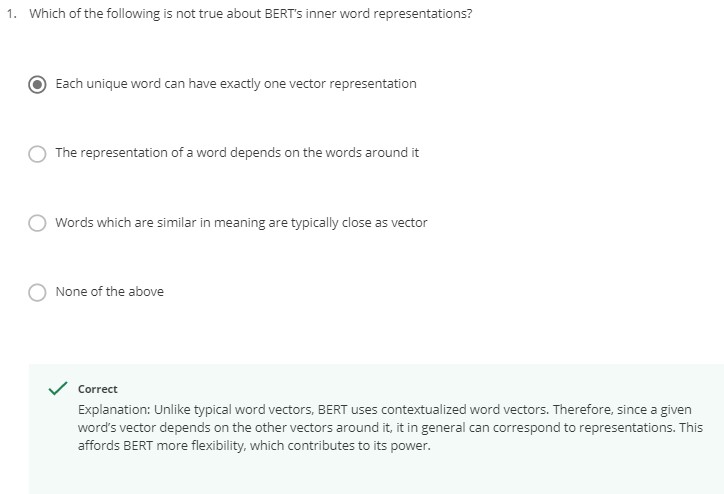 1. Which of the following is not true about BERT's inner word representations?
Each unique word can have exactly one vector representation
The representation of a word depends on the words around it
Words which are similar in meaning are typically close as vector
None of the above
Correct
Explanation: Unlike typical word vectors, BERT uses contextualized word vectors. Therefore, since a given
word's vector depends on the other vectors around it, it in general can correspond to representations. This
affords BERT more flexibility, which contributes to its power.